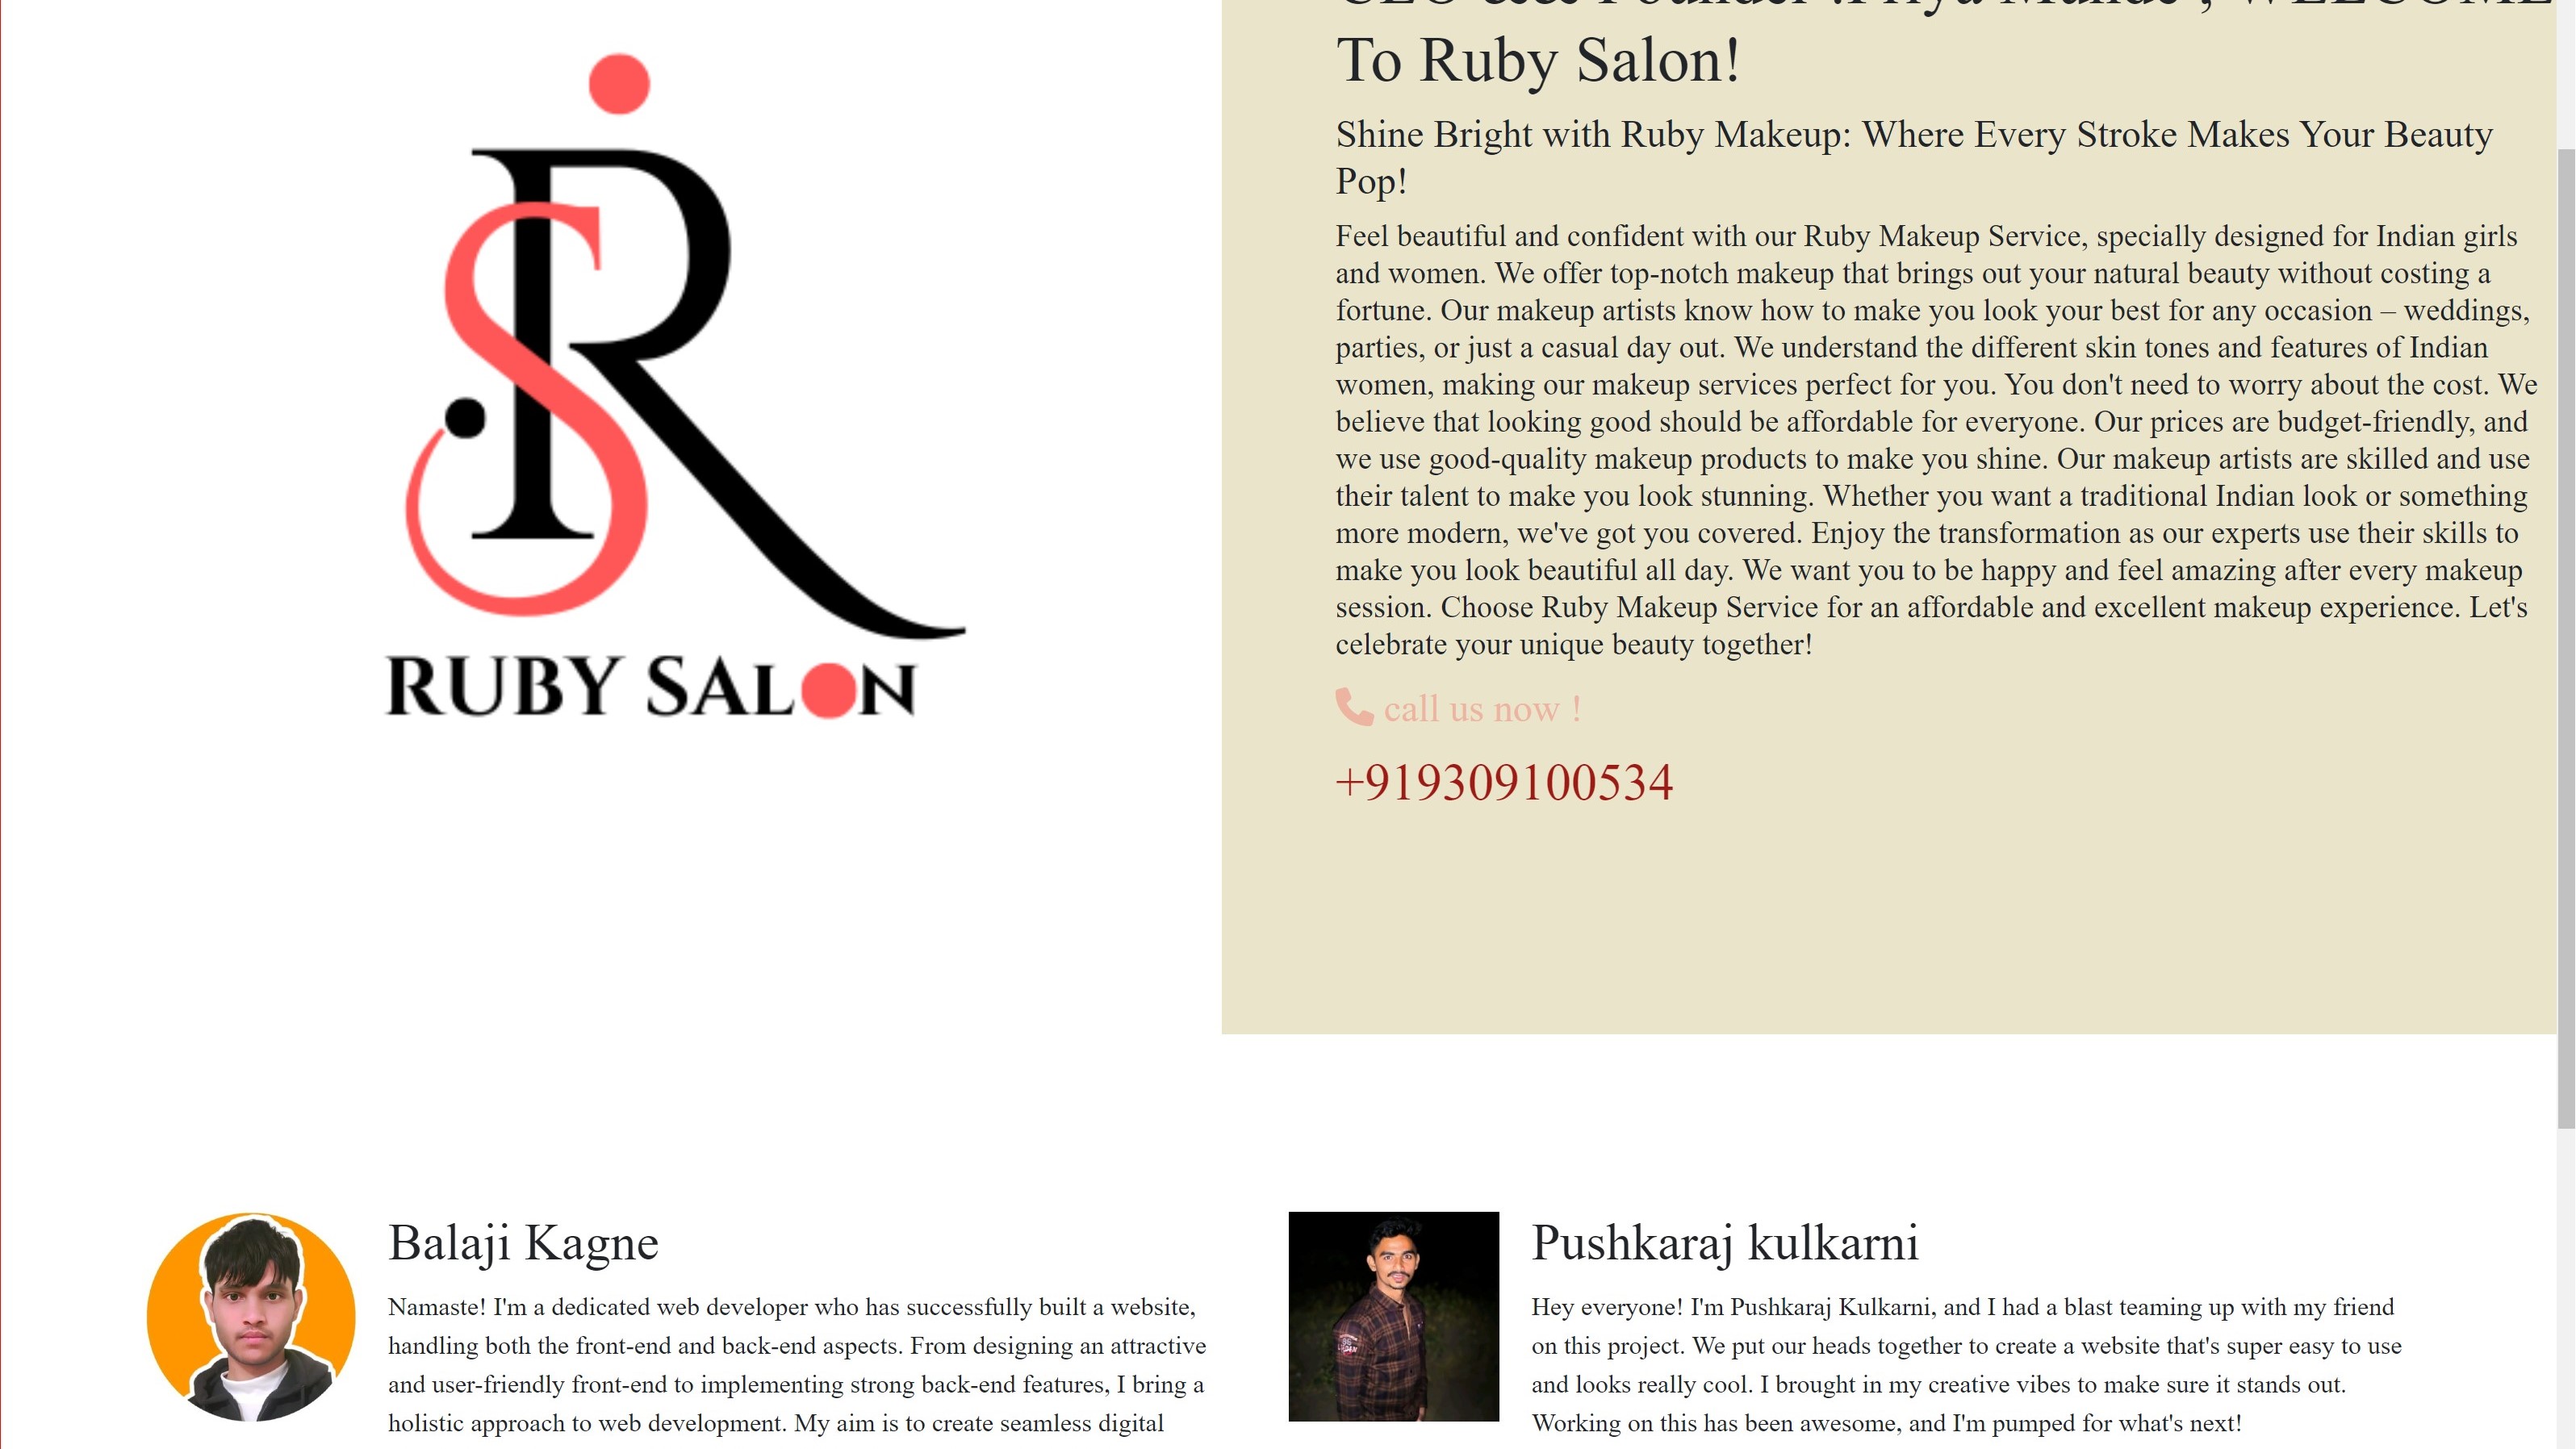 To Ruby Salon!
Shine Bright with Ruby Makeup: Where Every Stroke Makes Your Beauty
Pop!
Feel beautiful and confident with our Ruby Makeup Service, specially designed for Indian girls
and women. We offer top-notch makeup that brings out your natural beauty without costing a
fortune. Our makeup artists know how to make you look your best for any occasion – weddings,
parties, or just a casual day out. We understand the different skin tones and features of Indian
women, making our makeup services perfect for you. You don't need to worry about the cost. We
believe that looking good should be affordable for everyone. Our prices are budget-friendly, and
we use good-quality makeup products to make you shine. Our makeup artists are skilled and use
their talent to make you look stunning. Whether you want a traditional Indian look or something
more modern, we've got you covered. Enjoy the transformation as our experts use their skills to
make you look beautiful all day. We want you to be happy and feel amazing after every makeup
session. Choose Ruby Makeup Service for an affordable and excellent makeup experience. Let's
celebrate your unique beauty together!
call us now !
+919309100534
SR
RUBY SALON
Balaji Kagne
Namaste! I'm a dedicated web developer who has successfully built a website,
handling both the front-end and back-end aspects. From designing an attractive
and user-friendly front-end to implementing strong back-end features, I bring a
holistic approach to web development. My aim is to create seamless digital
Pushkaraj kulkarni
Hey everyone! I'm Pushkaraj Kulkarni, and I had a blast teaming up with my friend
on this project. We put our heads together to create a website that's super easy to use
and looks really cool. I brought in my creative vibes to make sure it stands out.
Working on this has been awesome, and I'm pumped for what's next!